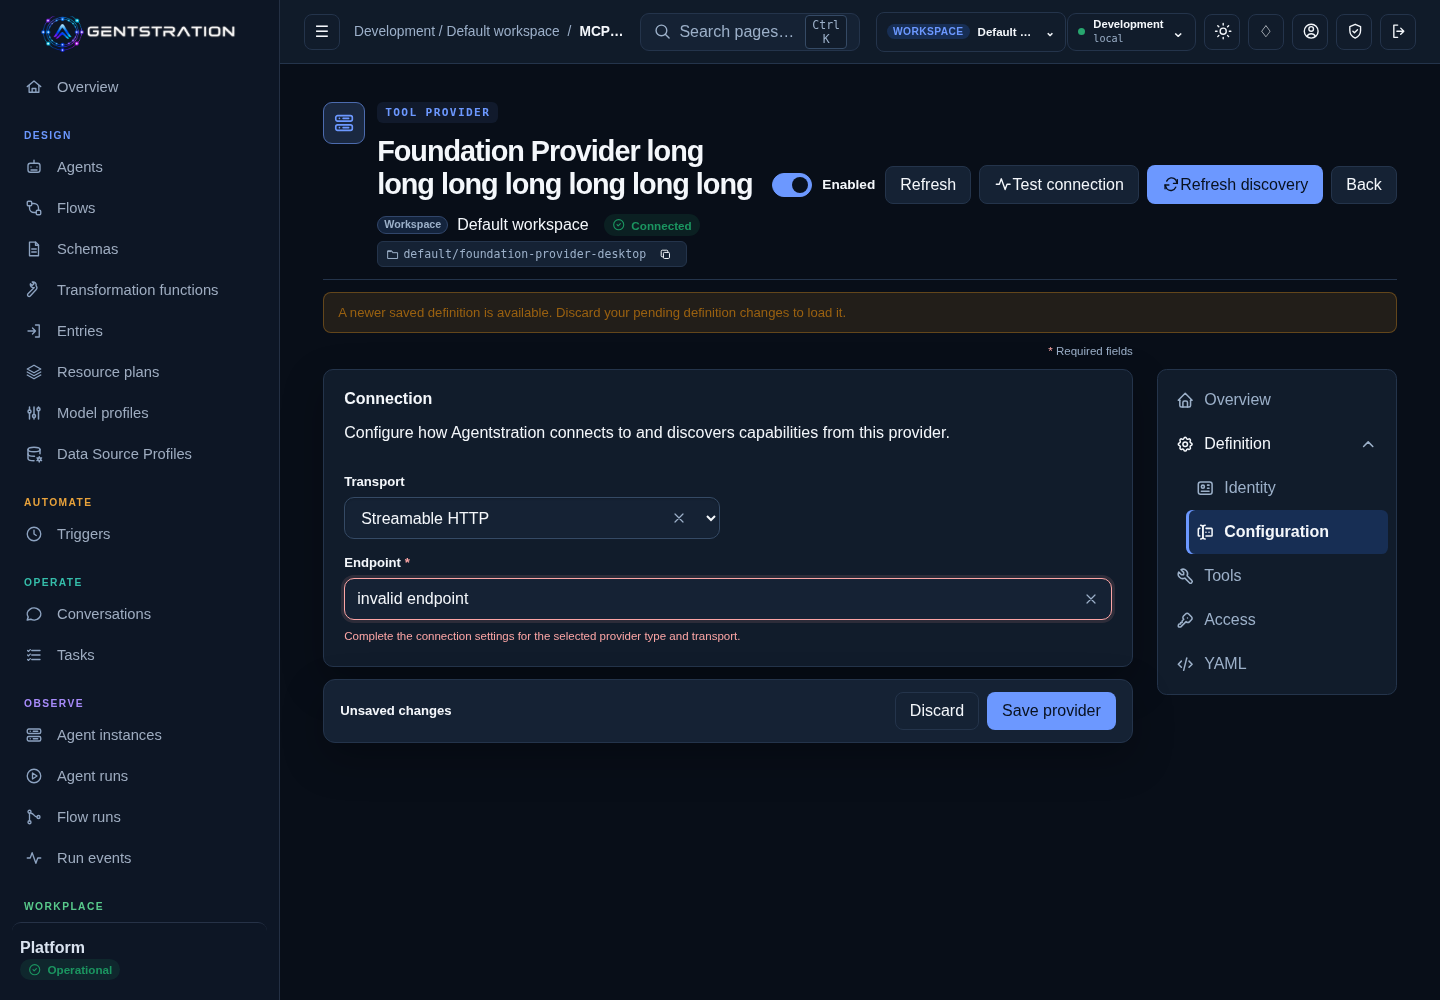 GENTSTRATION
☰
Development / Default workspace / MCP…
Search pages…
Ctrl K
WORKSPACE Default …
Development
local
Overview
DESIGN
Agents
Flows
Schemas
Transformation functions
Entries
Resource plans
Model profiles
Data Source Profiles
AUTOMATE
Triggers
OPERATE
Conversations
Tasks
OBSERVE
Agent instances
Agent runs
Flow runs
Run events
WORKPLACE
Platform
Operational
TOOL PROVIDER
Foundation Provider long
long long long long long long
Enabled
Refresh
Test connection
Refresh discovery
Back
Workspace Default workspace Connected
default/foundation-provider-desktop
A newer saved definition is available. Discard your pending definition changes to load it.
* Required fields
Connection
Configure how Agentstration connects to and discovers capabilities from this provider.
Transport
Streamable HTTP
Endpoint *
invalid endpoint
Complete the connection settings for the selected provider type and transport.
Unsaved changes
Discard
Save provider
Overview
Definition
Identity
Configuration
Tools
Access
YAML